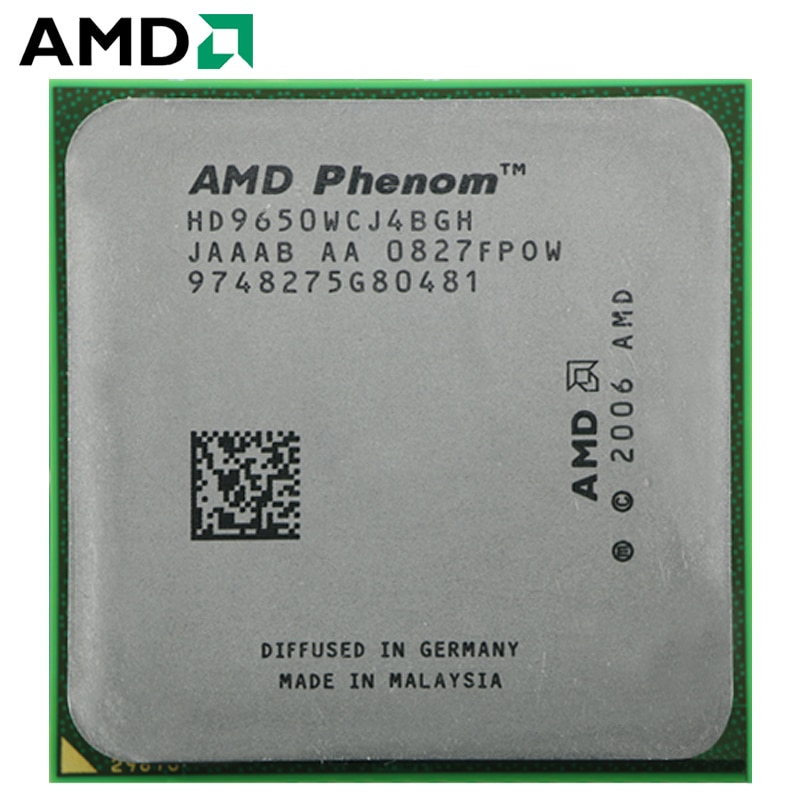 AMD
AMD Phenom™
HD9650WCJ4BGH
JAAAB AA 0827FPOW
9748275G80481
AMD
ⓜ © 2006 AMD
DIFFUSED IN GERMANY
MADE IN MALAYSIA